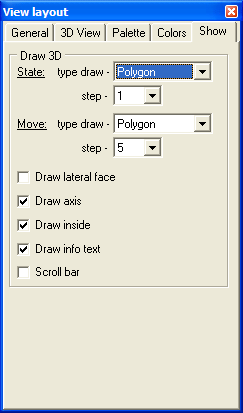 View layout
General 3D View Palette Colors Show
Draw 3D
State: type draw - Polygon
step - 1
Move: type draw - Polygon
step - 5
Draw lateral face
Draw axis
Draw inside
Draw info text
Scroll bar